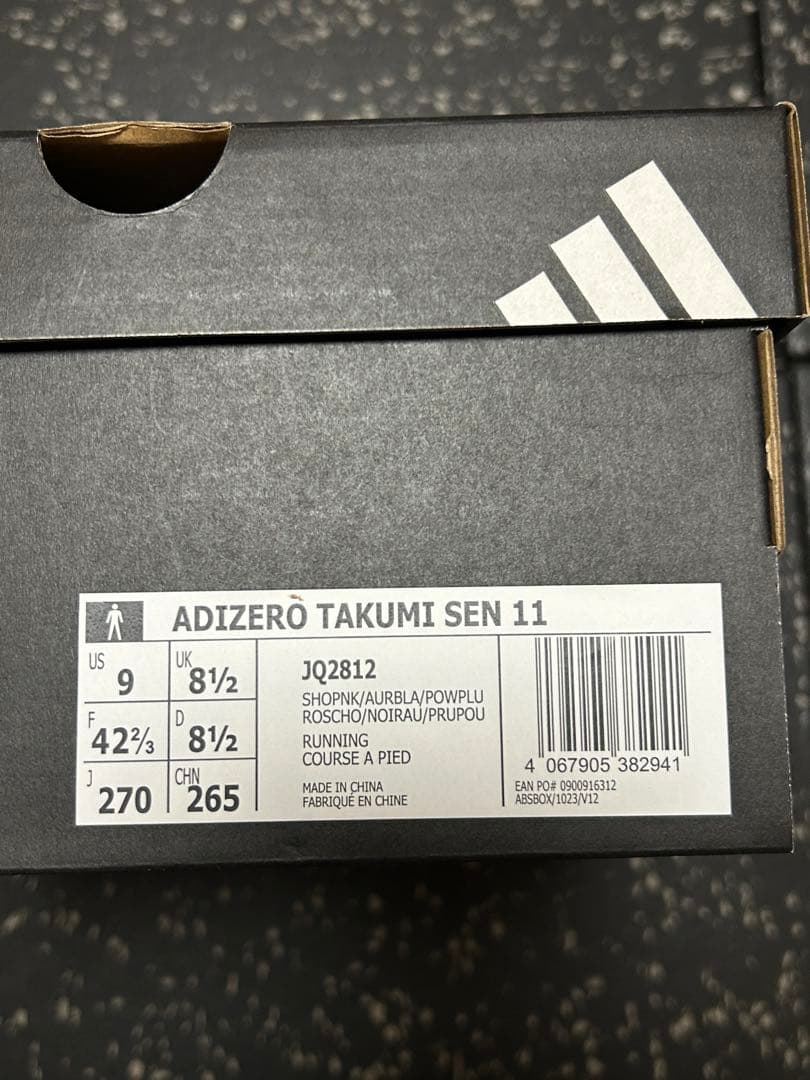 ADIZERO TAKUMI SEN 11
US 9 UK 8½
F 42⅔ D 8½
J 270 CHN 265
JQ2812
SHOPNK/AURBLA/POWPLU
ROSCHO/NOIRAU/PRUPOU
RUNNING
COURSE A PIED
MADE IN CHINA
FABRIQUÉ EN CHINE
4 067905 382941
EAN PO# 0900916312
ABSBOX/1023/V12